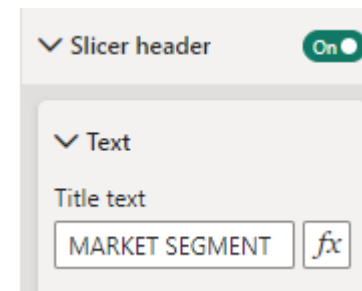 Slicer header
On
Text
Title text
MARKET SEGMENT
fx